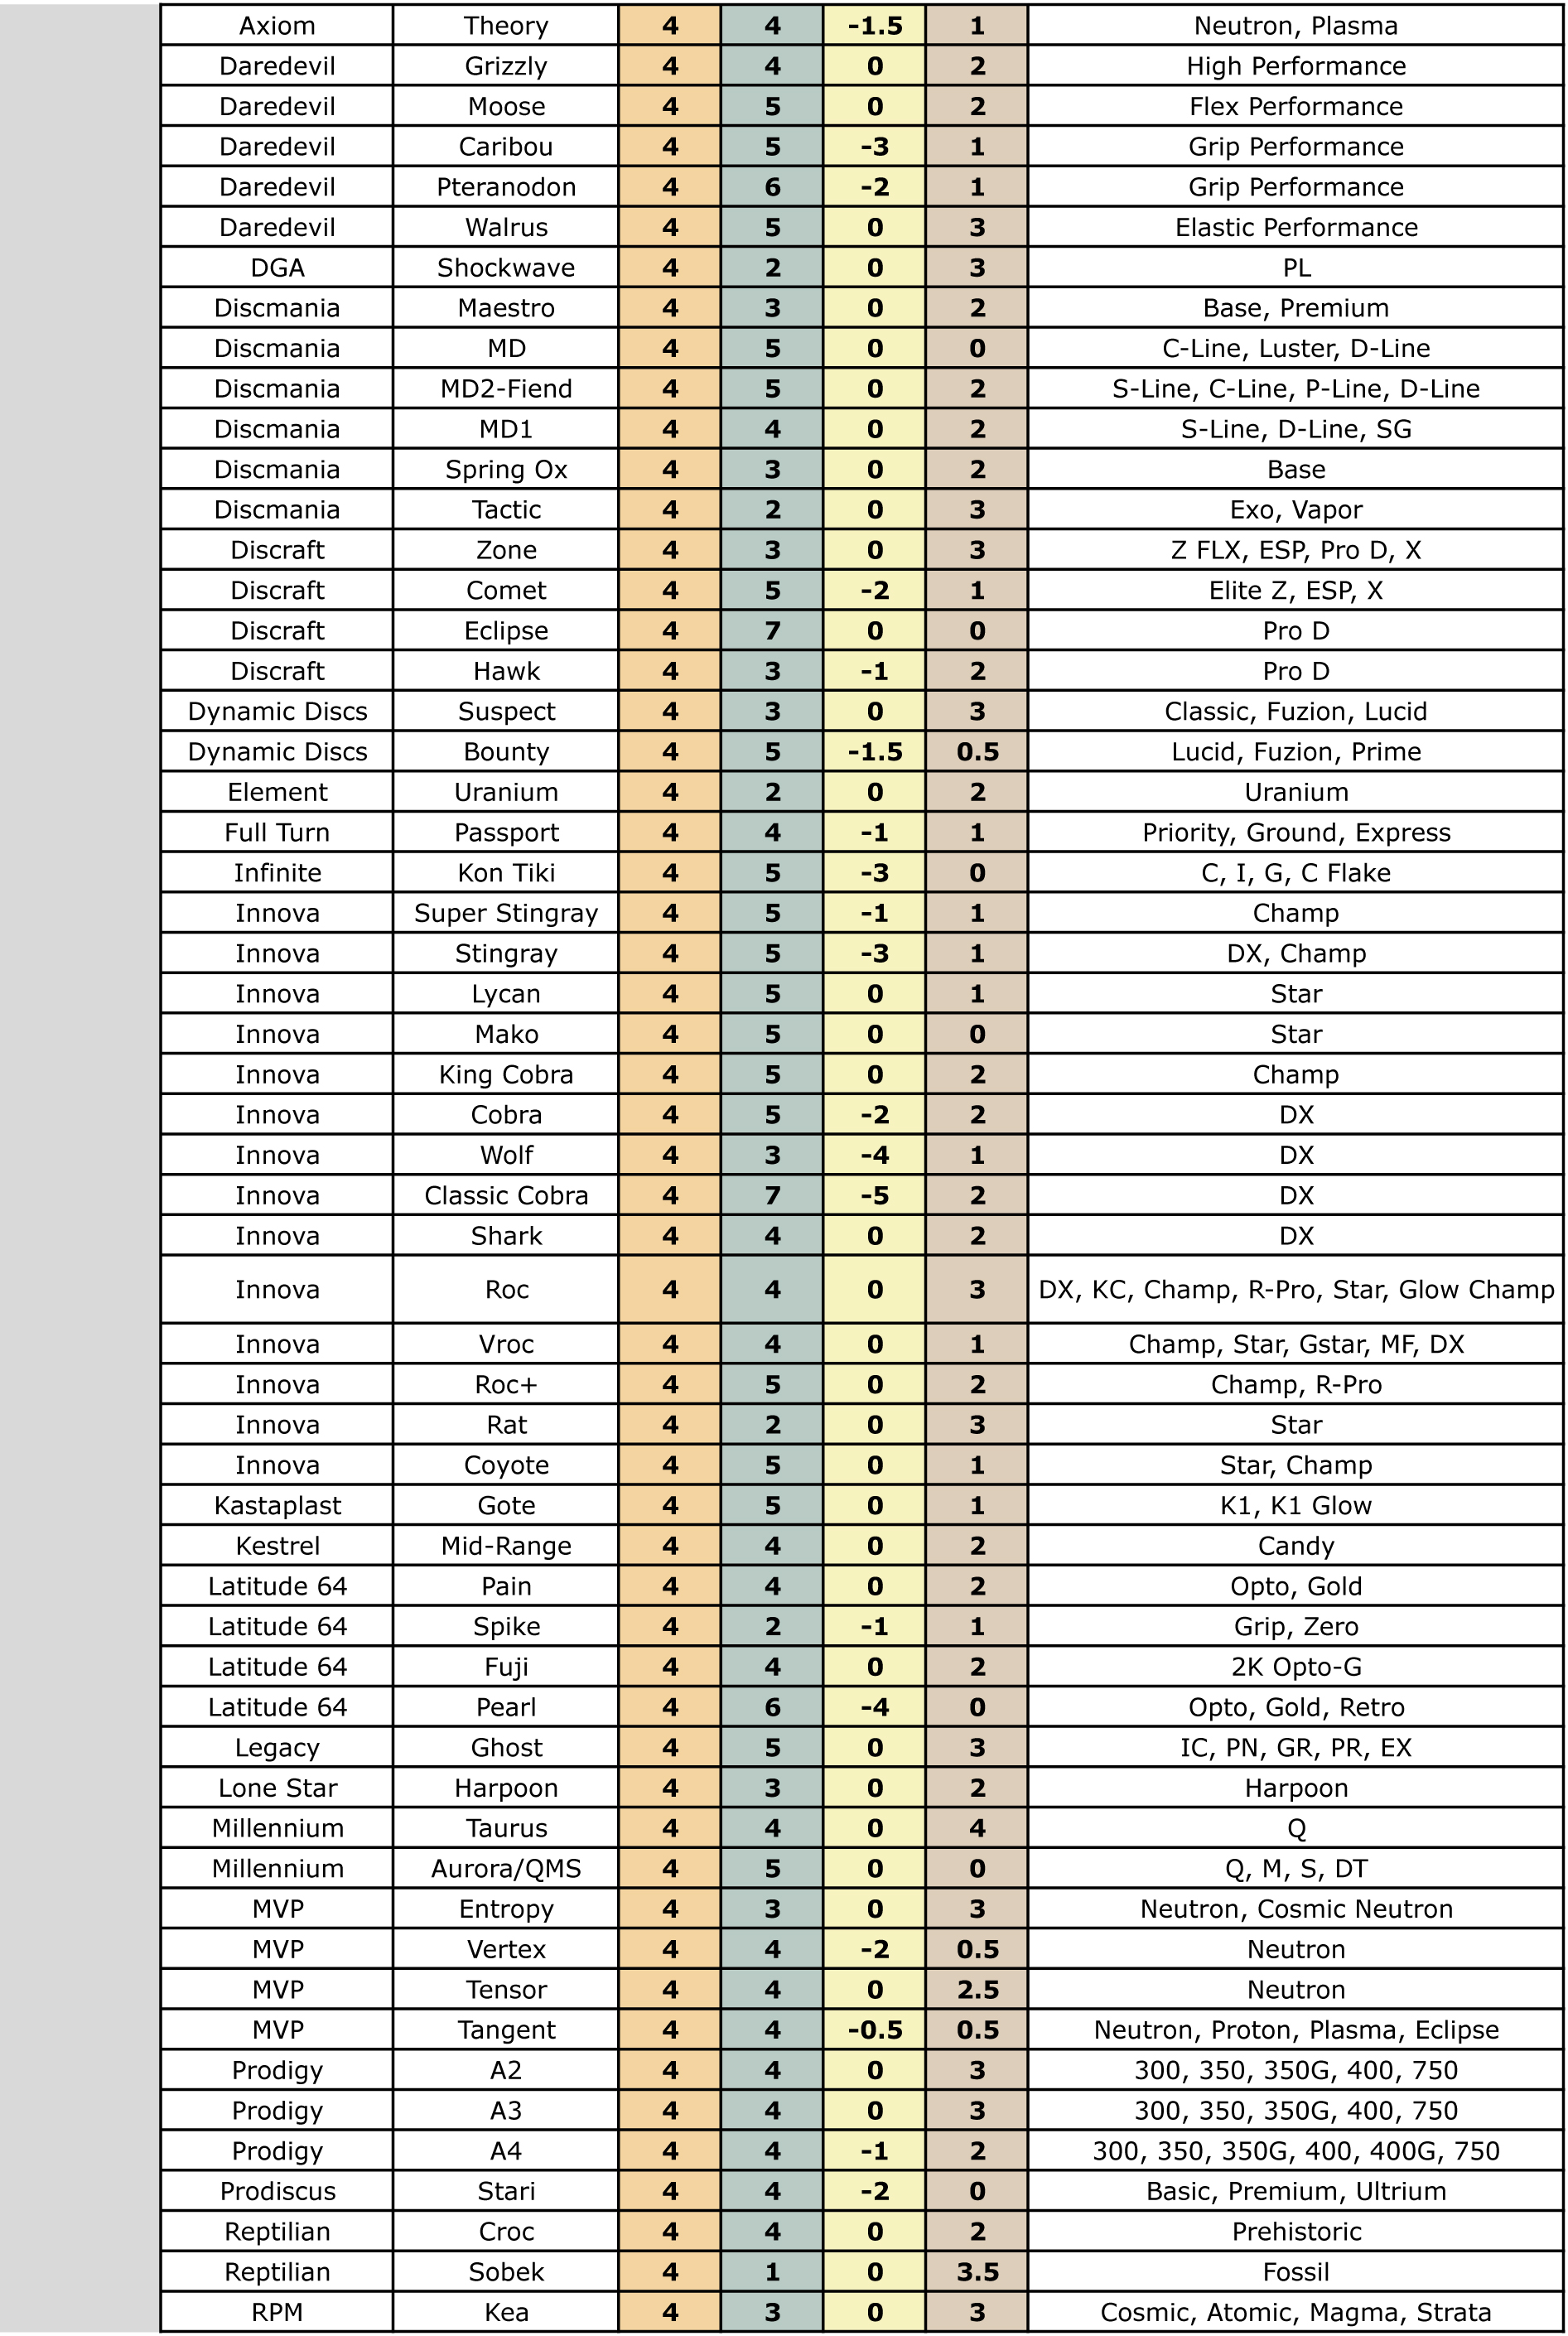 Axiom Theory 4 4 -1.5 1 Neutron, Plasma
Daredevil Grizzly 4 4 0 2 High Performance
Daredevil Moose 4 5 0 2 Flex Performance
Daredevil Caribou 4 5 -3 1 Grip Performance
Daredevil Pteranodon 4 6 -2 1 Grip Performance
Daredevil Walrus 4 5 0 3 Elastic Performance
DGA Shockwave 4 2 0 3 PL
Discmania Maestro 4 3 0 2 Base, Premium
Discmania MD 4 5 0 0 C-Line, Luster, D-Line
Discmania MD2-Fiend 4 5 0 2 S-Line, C-Line, P-Line, D-Line
Discmania MD1 4 4 0 2 S-Line, D-Line, SG
Discmania Spring Ox 4 3 0 2 Base
Discmania Tactic 4 2 0 3 Exo, Vapor
Discraft Zone 4 3 0 3 Z FLX, ESP, Pro D, X
Discraft Comet 4 5 -2 1 Elite Z, ESP, X
Discraft Eclipse 4 7 0 0 Pro D
Discraft Hawk 4 3 -1 2 Pro D
Dynamic Discs Suspect 4 3 0 3 Classic, Fuzion, Lucid
Dynamic Discs Bounty 4 5 -1.5 0.5 Lucid, Fuzion, Prime
Element Uranium 4 2 0 2 Uranium
Full Turn Passport 4 4 -1 1 Priority, Ground, Express
Infinite Kon Tiki 4 5 -3 0 C, I, G, C Flake
Innova Super Stingray 4 5 -1 1 Champ
Innova Stingray 4 5 -3 1 DX, Champ
Innova Lycan 4 5 0 1 Star
Innova Mako 4 5 0 0 Star
Innova King Cobra 4 5 0 2 Champ
Innova Cobra 4 5 -2 2 DX
Innova Wolf 4 3 -4 1 DX
Innova Classic Cobra 4 7 -5 2 DX
Innova Shark 4 4 0 2 DX
Innova Roc 4 4 0 3 DX, KC, Champ, R-Pro, Star, Glow Champ
Innova Vroc 4 4 0 1 Champ, Star, Gstar, MF, DX
Innova Roc+ 4 5 0 2 Champ, R-Pro
Innova Rat 4 2 0 3 Star
Innova Coyote 4 5 0 1 Star, Champ
Kastaplast Gote 4 5 0 1 K1, K1 Glow
Kestrel Mid-Range 4 4 0 2 Candy
Latitude 64 Pain 4 4 0 2 Opto, Gold
Latitude 64 Spike 4 2 -1 1 Grip, Zero
Latitude 64 Fuji 4 4 0 2 2K Opto-G
Latitude 64 Pearl 4 6 -4 0 Opto, Gold, Retro
Legacy Ghost 4 5 0 3 IC, PN, GR, PR, EX
Lone Star Harpoon 4 3 0 2 Harpoon
Millennium Taurus 4 4 0 4 Q
Millennium Aurora/QMS 4 5 0 0 Q, M, S, DT
MVP Entropy 4 3 0 3 Neutron, Cosmic Neutron
MVP Vertex 4 4 -2 0.5 Neutron
MVP Tensor 4 4 0 2.5 Neutron
MVP Tangent 4 4 -0.5 0.5 Neutron, Proton, Plasma, Eclipse
Prodigy A2 4 4 0 3 300, 350, 350G, 400, 750
Prodigy A3 4 4 0 3 300, 350, 350G, 400, 750
Prodigy A4 4 4 -1 2 300, 350, 350G, 400, 400G, 750
Prodiscus Stari 4 4 -2 0 Basic, Premium, Ultrium
Reptilian Croc 4 4 0 2 Prehistoric
Reptilian Sobek 4 1 0 3.5 Fossil
RPM Kea 4 3 0 3 Cosmic, Atomic, Magma, Strata